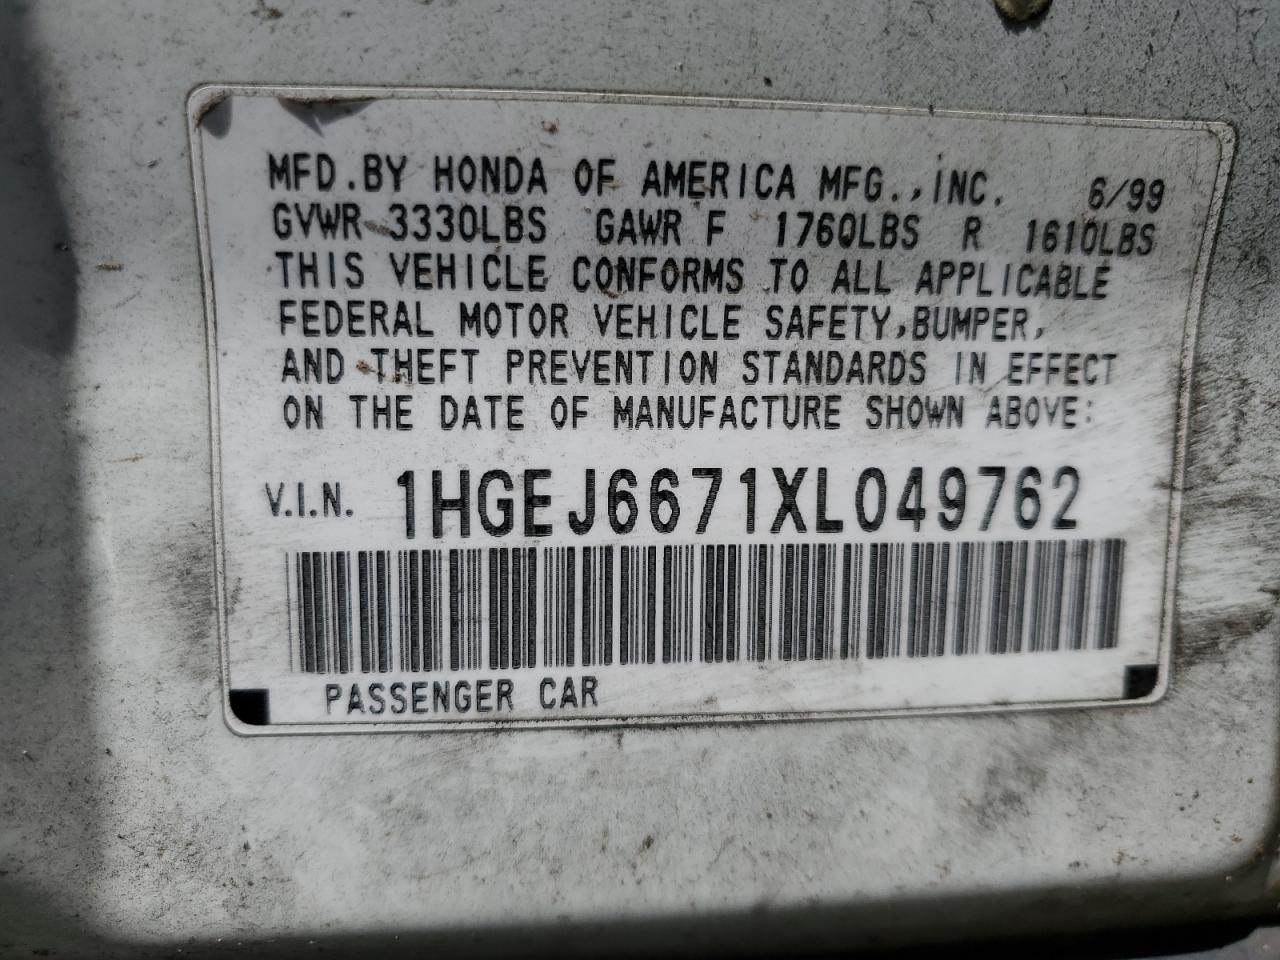 MFD.BY HONDA OF AMERICA MFG.,INC. 6/99
GVWR 3330LBS GAWR F 1760LBS R 1610LBS
THIS VEHICLE CONFORMS TO ALL APPLICABLE
FEDERAL MOTOR VEHICLE SAFETY,BUMPER,
AND THEFT PREVENTION STANDARDS IN EFFECT
ON THE DATE OF MANUFACTURE SHOWN ABOVE:
V.I.N. 1HGEJ6671XL049762
PASSENGER CAR